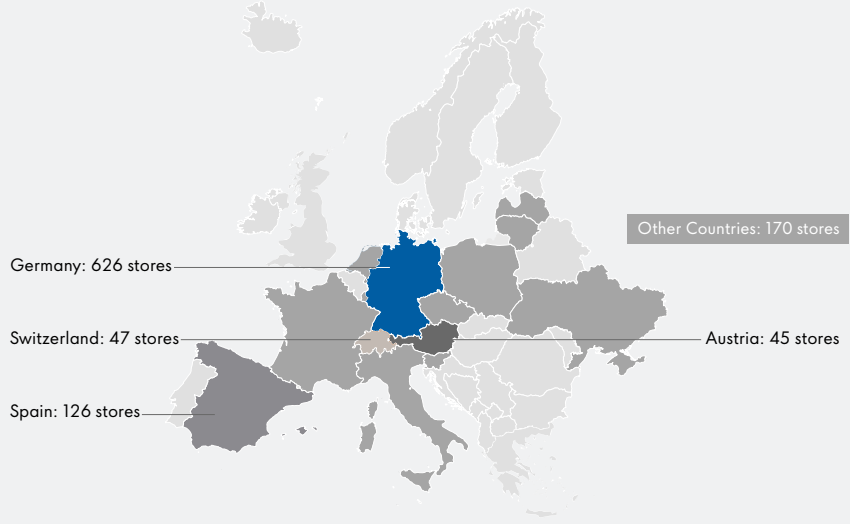 Other Countries: 170 stores
Germany: 626 stores
Switzerland: 47 stores
Austria: 45 stores
Spain: 126 stores